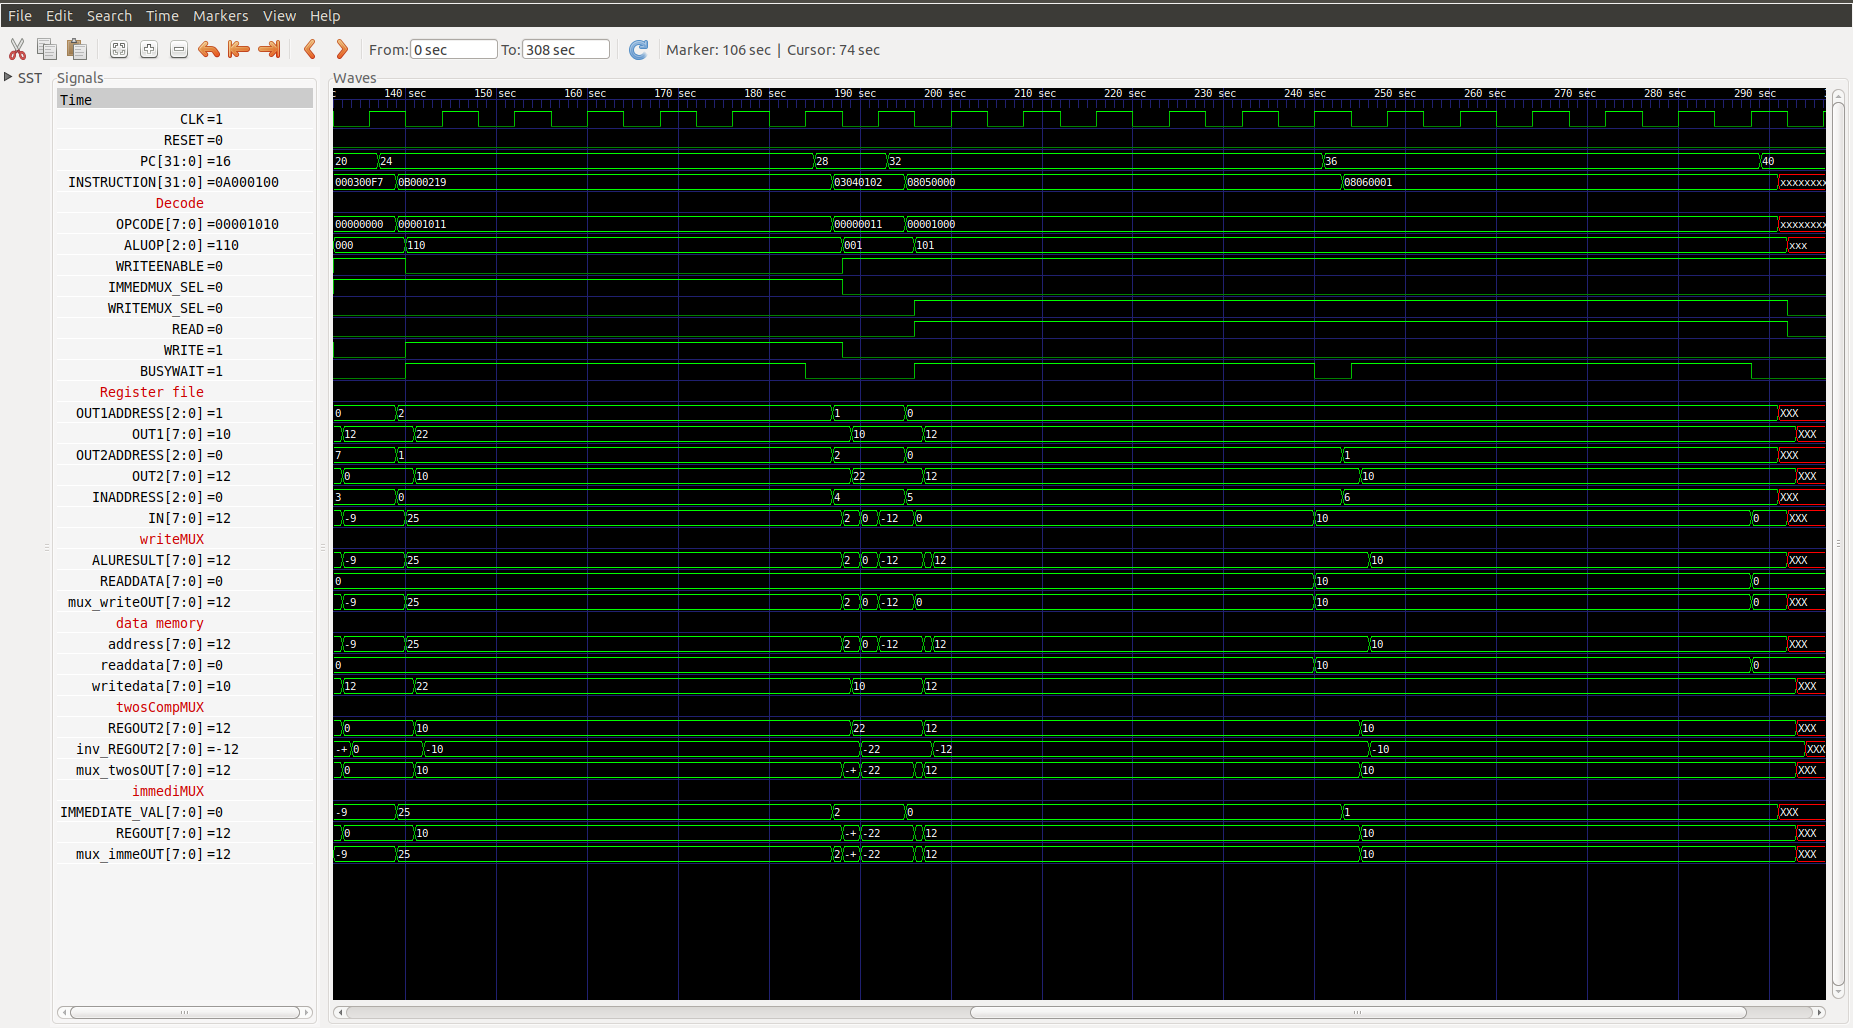 File Edit Search Time Markers View Help
From: 0 sec To: 308 sec Marker: 106 sec | Cursor: 74 sec
SST Signals Waves
Time 140 sec 150 sec 160 sec 170 sec 180 sec 190 sec 200 sec 210 sec 220 sec 230 sec 240 sec 250 sec 260 sec 270 sec 280 sec 290 sec
CLK=1
RESET=0
PC[31:0]=16 20 24 28 32 36 40
INSTRUCTION[31:0]=0A000100 000300F7 0B000219 03040102 08050000 08060001 xxxxxxxx
Decode
OPCODE[7:0]=00001010 00000000 00001011 00000011 00001000 xxxxxxxx
ALUOP[2:0]=110 000 110 001 101 xxx
WRITEENABLE=0
IMMEDMUX_SEL=0
WRITEMUX_SEL=0
READ=0
WRITE=1
BUSYWAIT=1
Register file
OUT1ADDRESS[2:0]=1 0 2 1 0 XXX
OUT1[7:0]=10 12 22 10 12 XXX
OUT2ADDRESS[2:0]=0 7 1 2 0 1 XXX
OUT2[7:0]=12 0 10 22 12 10 XXX
INADDRESS[2:0]=0 3 0 4 5 6 XXX
IN[7:0]=12 -9 25 2 0 -12 0 10 0 XXX
writeMUX
ALURESULT[7:0]=12 -9 25 2 0 -12 12 10 XXX
READDATA[7:0]=0 0 10 0
mux_writeOUT[7:0]=12 -9 25 2 0 -12 0 10 0 XXX
data memory
address[7:0]=12 -9 25 2 0 -12 12 10 XXX
readdata[7:0]=0 0 10 0
writedata[7:0]=10 12 22 10 12 XXX
twosCompMUX
REGOUT2[7:0]=12 0 10 22 12 10 XXX
inv_REGOUT2[7:0]=-12 -+ 0 -10 -22 -12 -10 XXX
mux_twosOUT[7:0]=12 0 10 -+ -22 12 10 XXX
immediMUX
IMMEDIATE_VAL[7:0]=0 -9 25 2 0 1 XXX
REGOUT[7:0]=12 0 10 -+ -22 12 10 XXX
mux_immeOUT[7:0]=12 -9 25 2 -+ -22 12 10 XXX